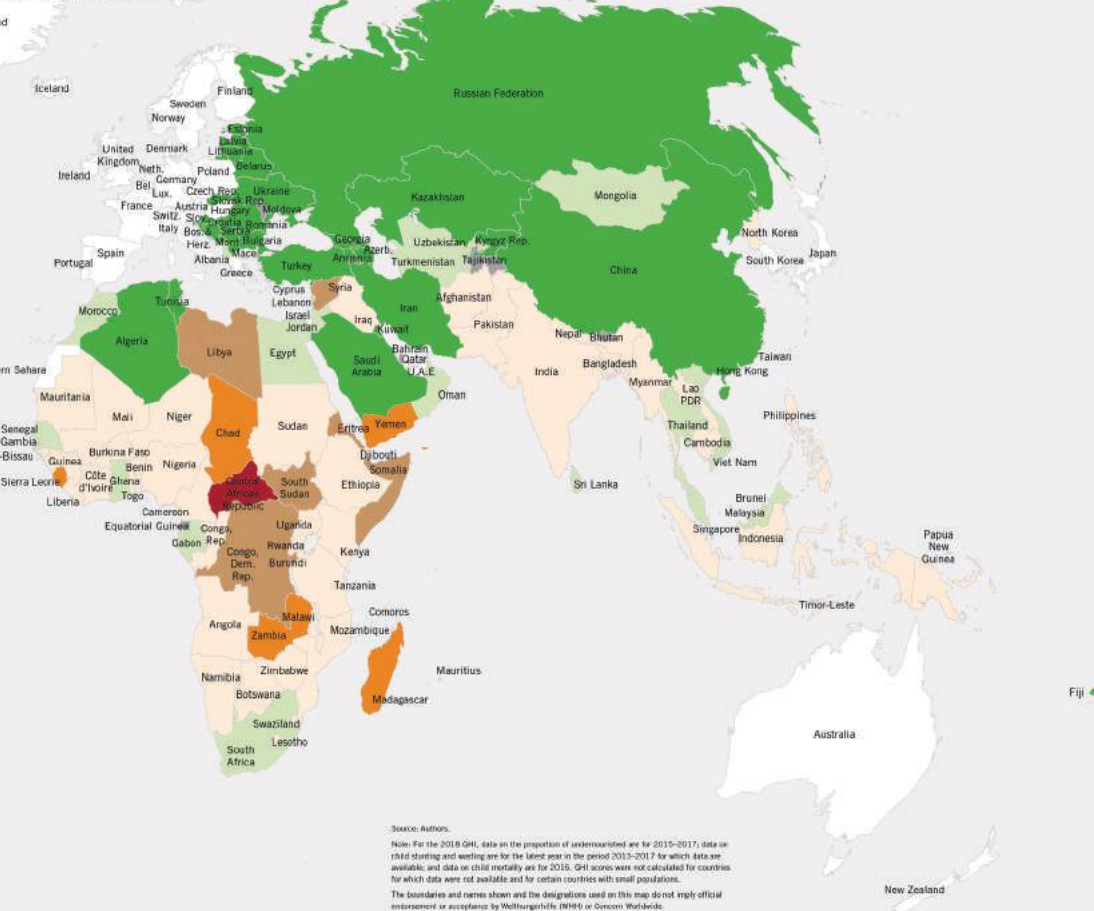 d
Iceland
Finland
Sweden
Norway
Russian Federation
Estonia
Latvia
Lithuania
United
Kingdom
Denmark
Ireland
Neth.
Germany
Poland
Belarus
Bel.
Lux.
Czech Rep.
Ukraine
Slovak Rep.
France
Austria
Hungary
Moldova
Switz.
Slov.
Croatia
Romania
Italy
Bos.&
Herz.
Serbia
Mont.
Bulgaria
Mace.
Spain
Portugal
Albania
Greece
Kazakhstan
Mongolia
Georgia
Azerb.
Armenia
Uzbekistan
Kyrgyz Rep.
Turkmenistan
Tajikistan
Turkey
North Korea
South Korea
Japan
China
Cyprus
Lebanon
Israel
Jordan
Syria
Iraq
Iran
Kuwait
Afghanistan
Pakistan
Morocco
Tunisia
Algeria
Libya
Egypt
Saudi
Arabia
Bahrain
Qatar
U.A.E
Oman
Nepal
Bhutan
Bangladesh
India
Myanmar
Lao
PDR
Taiwan
Hong Kong
rn Sahara
Mauritania
Mali
Niger
Chad
Sudan
Eritrea
Yemen
Thailand
Cambodia
Viet Nam
Philippines
Senegal
Gambia
-Bissau
Guinea
Sierra Leone
Liberia
Burkina Faso
Côte
d'Ivoire
Ghana
Benin
Togo
Nigeria
Djibouti
Somalia
Ethiopia
South
Sudan
Central
African
Republic
Sri Lanka
Cameroon
Equatorial Guinea
Gabon
Congo,
Rep.
Congo,
Dem.
Rep.
Uganda
Rwanda
Burundi
Kenya
Tanzania
Brunei
Malaysia
Singapore
Indonesia
Papua
New
Guinea
Timor-Leste
Comoros
Angola
Malawi
Zambia
Mozambique
Zimbabwe
Namibia
Botswana
Madagascar
Mauritius
Swaziland
Lesotho
South
Africa
Australia
Fiji
New Zealand
Source: Authors.
Note: For the 2018 GHI, data on the proportion of undernourished are for 2015–2017; data on
child stunting and wasting are for the latest year in the period 2013–2017 for which data are
available; and data on child mortality are for 2016. GHI scores were not calculated for countries
for which data were not available and for certain countries with small populations.
The boundaries and names shown and the designations used on this map do not imply official
endorsement or acceptance by Welthungerhilfe (WHH) or Concern Worldwide.